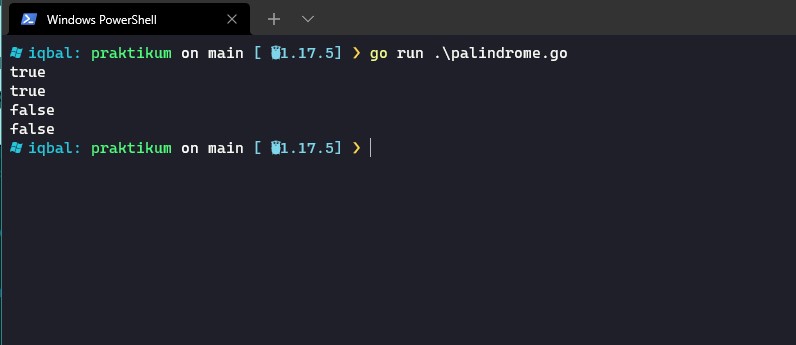 Windows PowerShell
iqbal: praktikum on main [ 1.17.5] ❯ go run .\palindrome.go
true
true
false
false
iqbal: praktikum on main [ 1.17.5] ❯